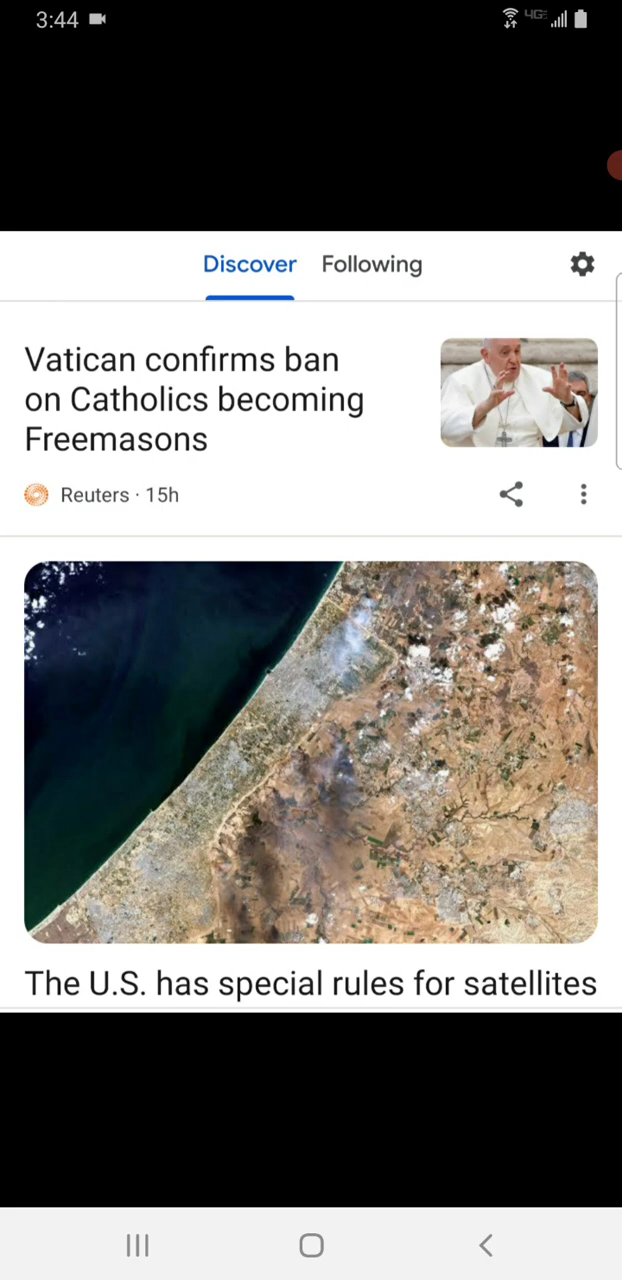 3:44
4GE
Discover Following
Vatican confirms ban
on Catholics becoming
Freemasons
Reuters · 15h
The U.S. has special rules for satellites